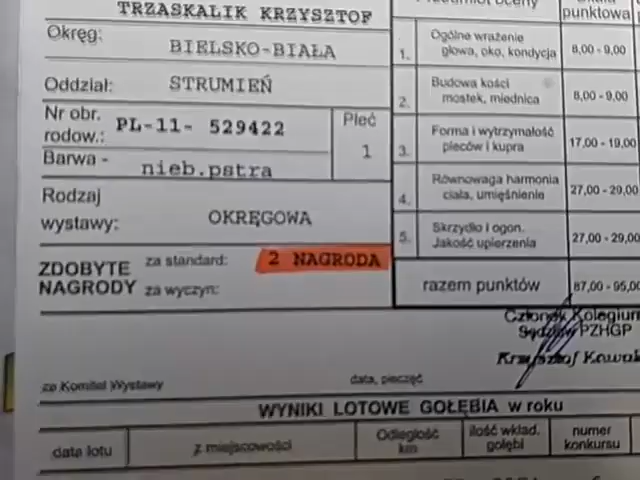 TRZASKALIK KRZYSZTOF
Okręg: BIELSKO-BIAŁA
Oddział: STRUMIEŃ
Nr obr. rodow.: PL-11- 529422
Płeć 1
Barwa - nieb.pstra
Rodzaj wystawy: OKRĘGOWA
ZDOBYTE NAGRODY
za standard: 2 NAGRODA
za wyczyn:
oceny
punktowa
1. Ogólne wrażenie głowa, oko, kondycja 8,00 - 9,00
2. Budowa kości mostek, miednica 8,00 - 9,00
3. Forma i wytrzymałość pleców i kupra 17,00 - 19,00
4. Równowaga harmonia ciała, umięśnienie 27,00 - 29,00
5. Skrzydło i ogon. Jakość upierzenia 27,00 - 29,00
razem punktów 87,00 - 95,00
Członek Kolegium
Sędziów PZHGP
Krzysztof
za Komitet Wystawy
data, pieczęć
WYNIKI LOTOWE GOŁĘBIA w roku
data lotu
z miejscowości
Odległość km
ilość wkład. gołębi
numer konkursu